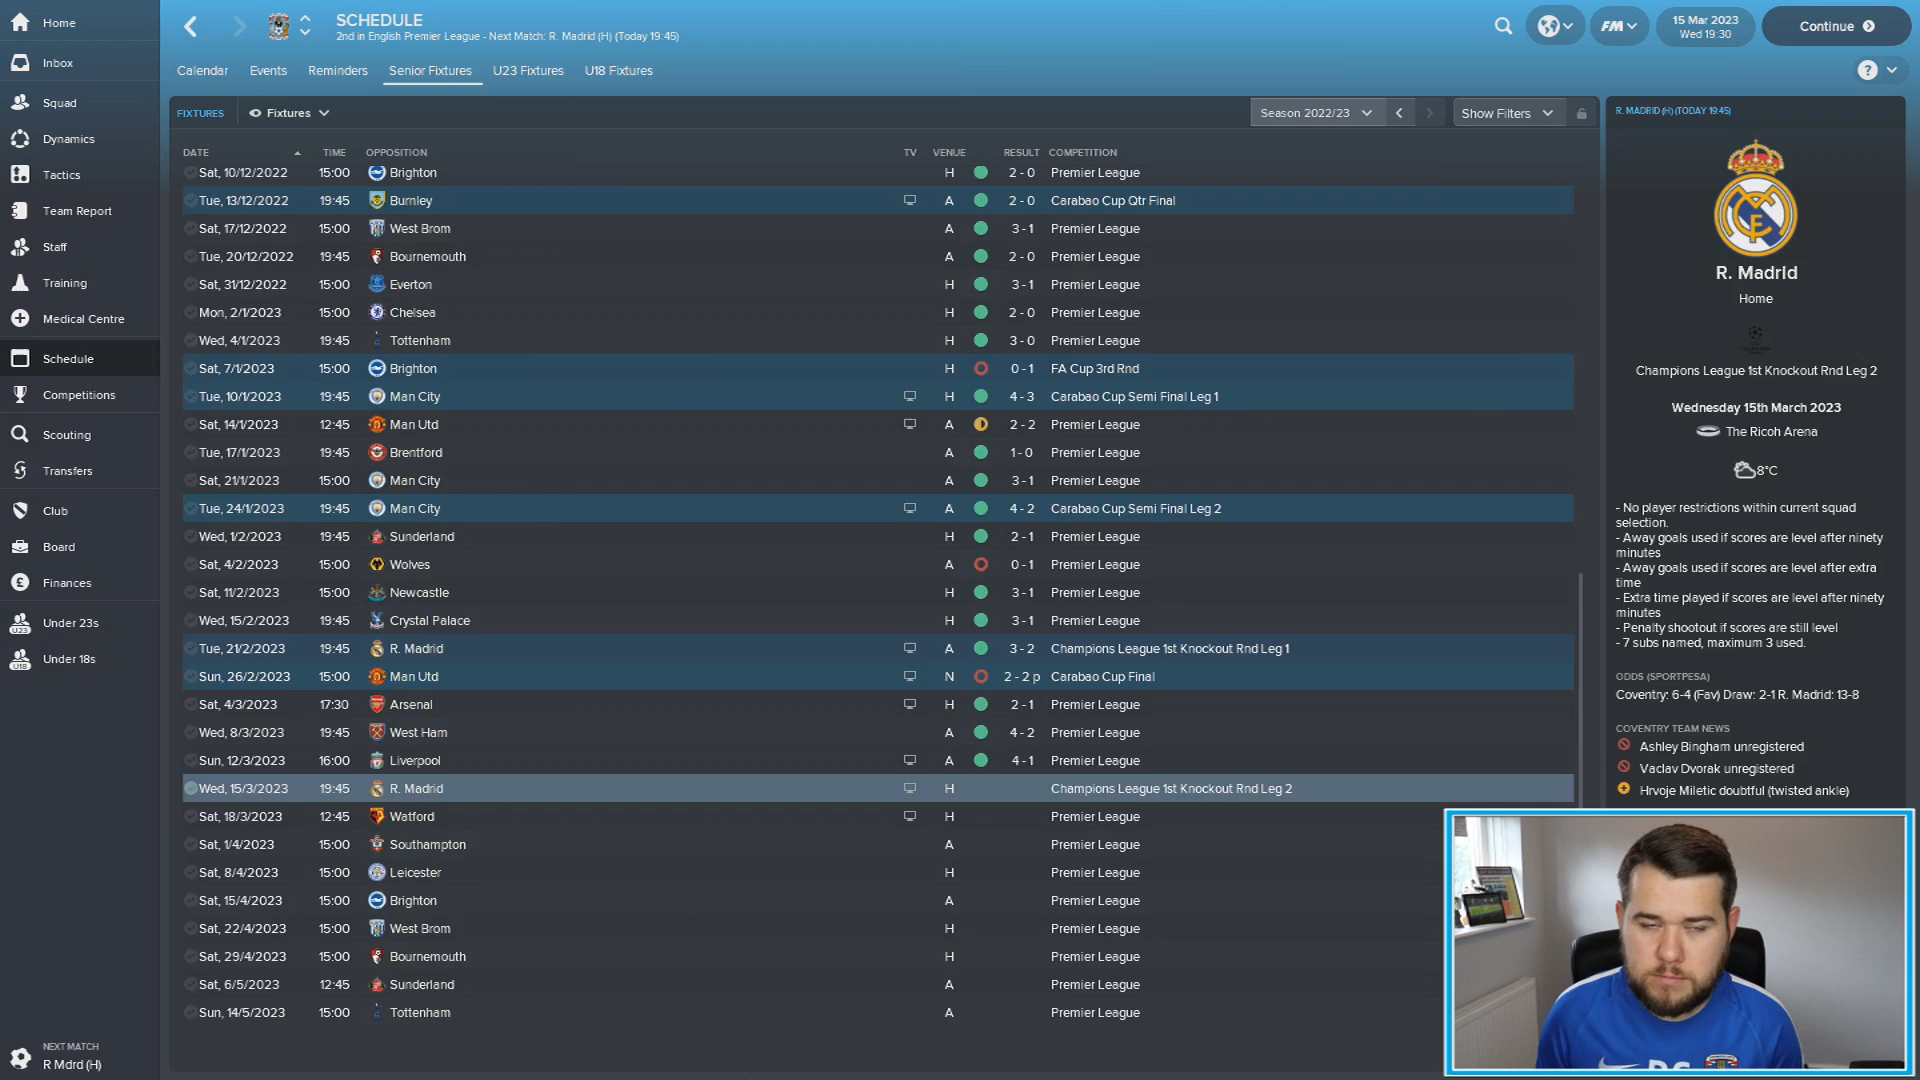 Home
Inbox
Squad
Dynamics
Tactics
Team Report
Staff
Training
Medical Centre
Schedule
Competitions
Scouting
Transfers
Club
Board
Finances
U23 Under 23s
U18 Under 18s
NEXT MATCH
R Mdrd (H)
SCHEDULE
2nd in English Premier League - Next Match: R. Madrid (H) (Today 19:45)
FM
15 Mar 2023
Wed 19:30
Continue
Calendar Events Reminders Senior Fixtures U23 Fixtures U18 Fixtures
?
FIXTURES Fixtures Season 2022/23 Show Filters
DATE TIME OPPOSITION TV VENUE RESULT COMPETITION
Sat, 10/12/2022 15:00 Brighton H 2 - 0 Premier League
Tue, 13/12/2022 19:45 Burnley A 2 - 0 Carabao Cup Qtr Final
Sat, 17/12/2022 15:00 West Brom A 3 - 1 Premier League
Tue, 20/12/2022 19:45 Bournemouth A 2 - 0 Premier League
Sat, 31/12/2022 15:00 Everton H 3 - 1 Premier League
Mon, 2/1/2023 15:00 Chelsea H 2 - 0 Premier League
Wed, 4/1/2023 19:45 Tottenham H 3 - 0 Premier League
Sat, 7/1/2023 15:00 Brighton H 0 - 1 FA Cup 3rd Rnd
Tue, 10/1/2023 19:45 Man City H 4 - 3 Carabao Cup Semi Final Leg 1
Sat, 14/1/2023 12:45 Man Utd A 2 - 2 Premier League
Tue, 17/1/2023 19:45 Brentford A 1 - 0 Premier League
Sat, 21/1/2023 15:00 Man City A 3 - 1 Premier League
Tue, 24/1/2023 19:45 Man City A 4 - 2 Carabao Cup Semi Final Leg 2
Wed, 1/2/2023 19:45 Sunderland H 2 - 1 Premier League
Sat, 4/2/2023 15:00 Wolves A 0 - 1 Premier League
Sat, 11/2/2023 15:00 Newcastle H 3 - 1 Premier League
Wed, 15/2/2023 19:45 Crystal Palace H 3 - 1 Premier League
Tue, 21/2/2023 19:45 R. Madrid A 3 - 2 Champions League 1st Knockout Rnd Leg 1
Sun, 26/2/2023 15:00 Man Utd N 2 - 2 p Carabao Cup Final
Sat, 4/3/2023 17:30 Arsenal H 2 - 1 Premier League
Wed, 8/3/2023 19:45 West Ham A 4 - 2 Premier League
Sun, 12/3/2023 16:00 Liverpool A 4 - 1 Premier League
Wed, 15/3/2023 19:45 R. Madrid H Champions League 1st Knockout Rnd Leg 2
Sat, 18/3/2023 12:45 Watford H Premier League
Sat, 1/4/2023 15:00 Southampton A Premier League
Sat, 8/4/2023 15:00 Leicester H Premier League
Sat, 15/4/2023 15:00 Brighton A Premier League
Sat, 22/4/2023 15:00 West Brom H Premier League
Sat, 29/4/2023 15:00 Bournemouth H Premier League
Sat, 6/5/2023 12:45 Sunderland A Premier League
Sun, 14/5/2023 15:00 Tottenham A Premier League
R. MADRID (H) (TODAY 19:45)
R. Madrid
Home
Champions League 1st Knockout Rnd Leg 2
Wednesday 15th March 2023
The Ricoh Arena
8°C
- No player restrictions within current squad
selection.
- Away goals used if scores are level after ninety
minutes
- Away goals used if scores are level after extra
time
- Extra time played if scores are level after ninety
minutes
- Penalty shootout if scores are still level
- 7 subs named, maximum 3 used.
ODDS (SPORTPESA)
Coventry: 6-4 (Fav) Draw: 2-1 R. Madrid: 13-8
COVENTRY TEAM NEWS
Ashley Bingham unregistered
Vaclav Dvorak unregistered
Hrvoje Miletic doubtful (twisted ankle)